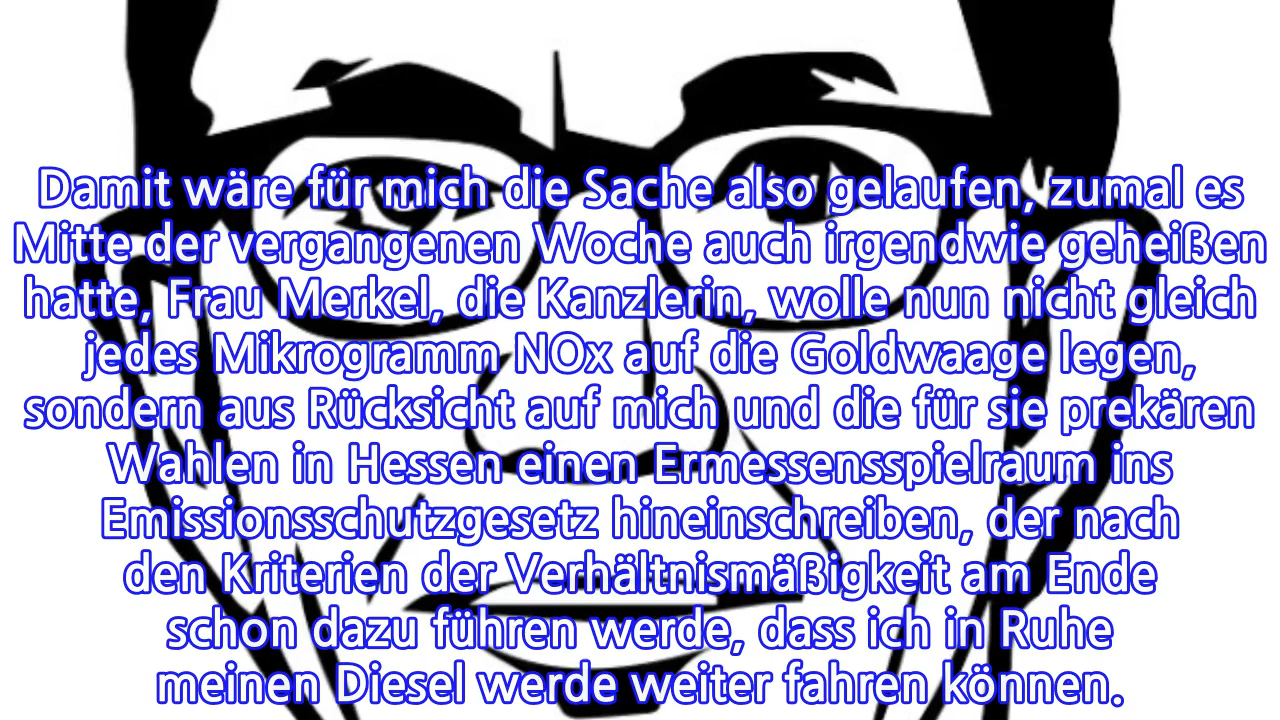 Damit wäre für mich die Sache also gelaufen, zumal es
Mitte der vergangenen Woche auch irgendwie geheißen
hatte, Frau Merkel, die Kanzlerin, wolle nun nicht gleich
jedes Mikrogramm NOx auf die Goldwaage legen,
sondern aus Rücksicht auf mich und die für sie prekären
Wahlen in Hessen einen Ermessensspielraum ins
Emissionsschutzgesetz hineinschreiben, der nach
den Kriterien der Verhältnismäßigkeit am Ende
schon dazu führen werde, dass ich in Ruhe
meinen Diesel werde weiter fahren können.